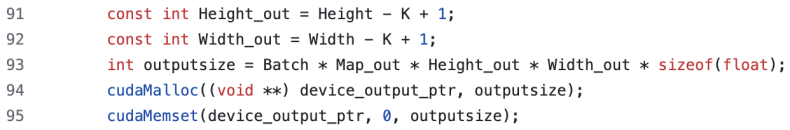 91 const int Height_out = Height - K + 1;
92 const int Width_out = Width - K + 1;
93 int outputsize = Batch * Map_out * Height_out * Width_out * sizeof(float);
94 cudaMalloc((void **) device_output_ptr, outputsize);
95 cudaMemset(device_output_ptr, 0, outputsize);